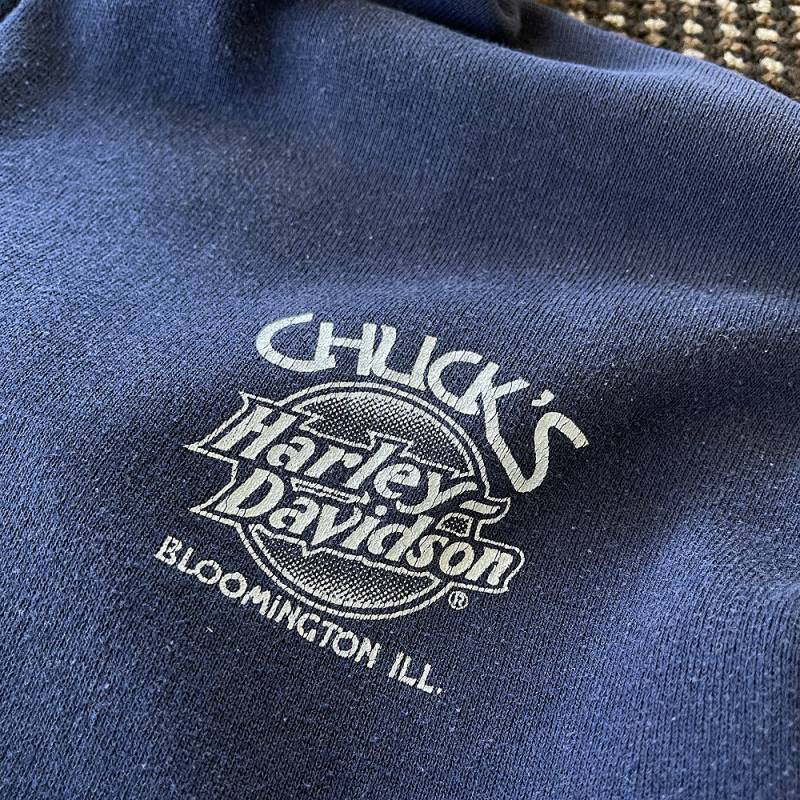 CHUCK'S
Harley-
Davidson
®
BLOOMINGTON ILL.